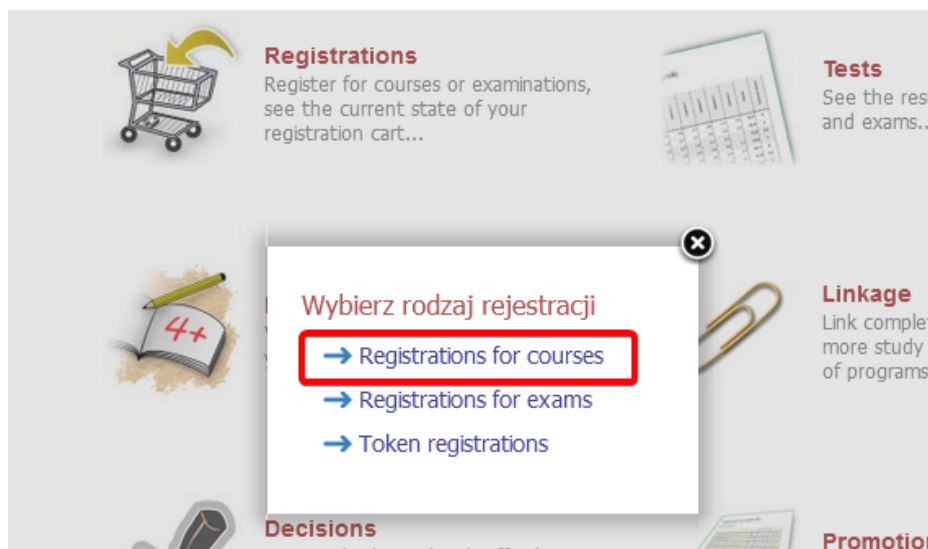 Registrations
Register for courses or examinations,
see the current state of your
registration cart...
Tests
See the res
and exams..
4+
Wybierz rodzaj rejestracji
Registrations for courses
Registrations for exams
Token registrations
Linkage
Link complet
more study
of programs
Decisions
Promotion